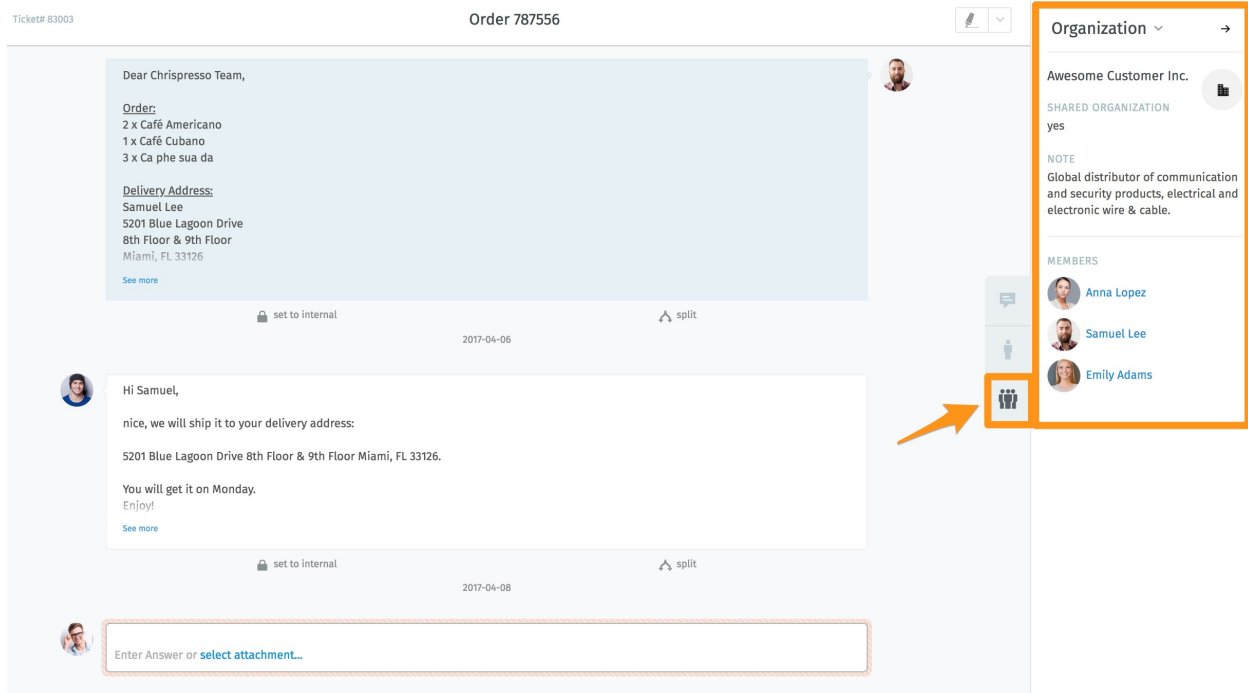 Ticket# 83003
Order 787556
Dear Chrispresso Team,
Order:
2 x Café Americano
1 x Café Cubano
3 x Ca phe sua da
Delivery Address:
Samuel Lee
5201 Blue Lagoon Drive
8th Floor & 9th Floor
Miami, FL 33126
See more
set to internal
split
2017-04-06
Hi Samuel,
nice, we will ship it to your delivery address:
5201 Blue Lagoon Drive 8th Floor & 9th Floor Miami, FL 33126.
You will get it on Monday.
Enjoy!
See more
set to internal
split
2017-04-08
Enter Answer or select attachment...
Organization
Awesome Customer Inc.
SHARED ORGANIZATION
yes
NOTE
Global distributor of communication
and security products, electrical and
electronic wire & cable.
MEMBERS
Anna Lopez
Samuel Lee
Emily Adams